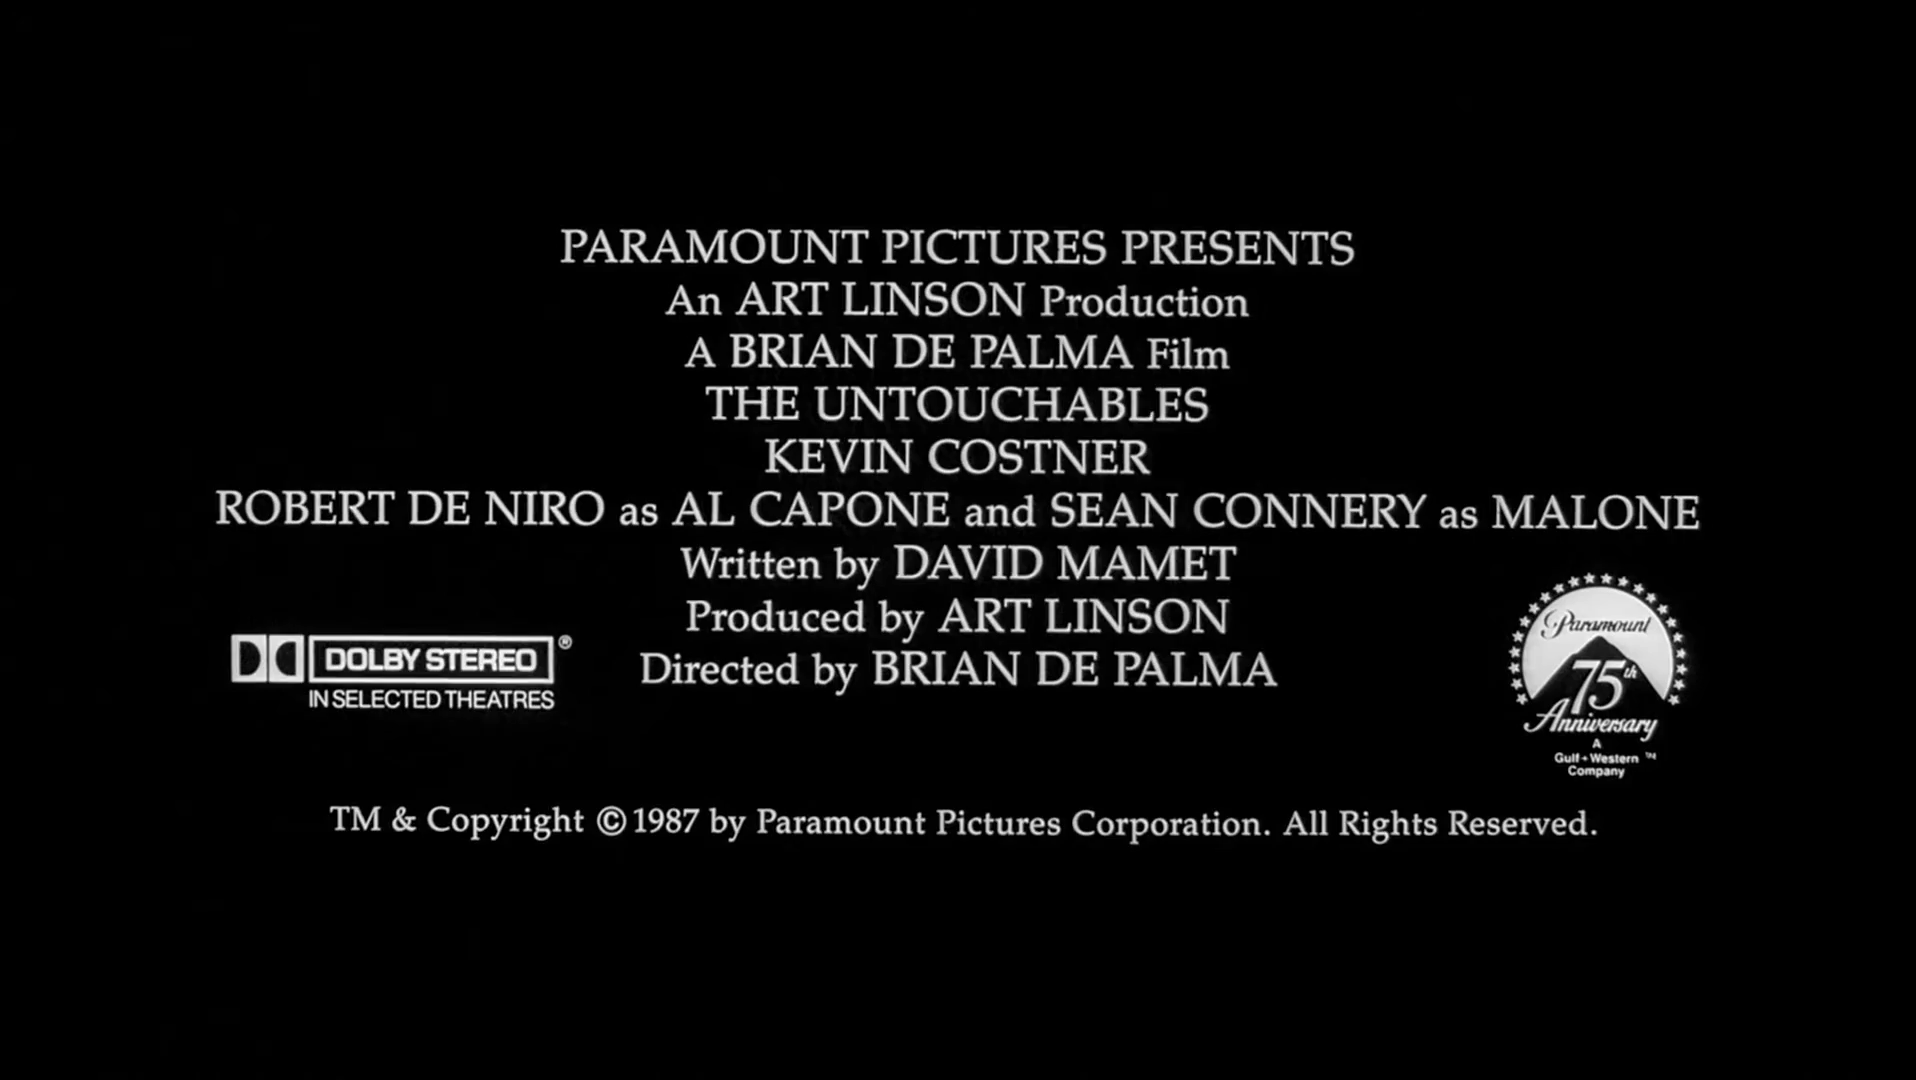 PARAMOUNT PICTURES PRESENTS
An ART LINSON Production
A BRIAN DE PALMA Film
THE UNTOUCHABLES
KEVIN COSTNER
ROBERT DE NIRO as AL CAPONE and SEAN CONNERY as MALONE
Written by DAVID MAMET
Produced by ART LINSON
Directed by BRIAN DE PALMA
DOLBY STEREO ®
IN SELECTED THEATRES
Paramount
75th
Anniversary
A
Gulf+Western ™
Company
TM & Copyright © 1987 by Paramount Pictures Corporation. All Rights Reserved.